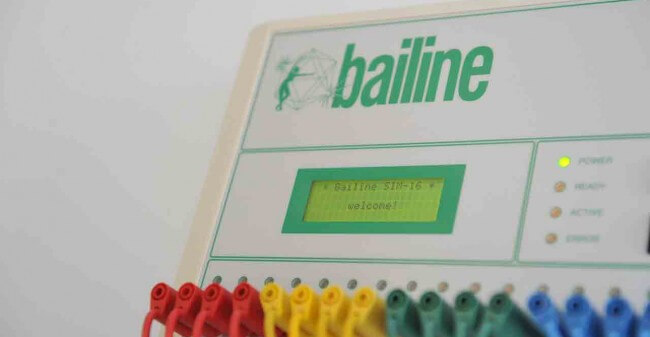 bailine
* Bailine SIM-16 *
welcome!
POWER
READY
ACTIVE
ERROR